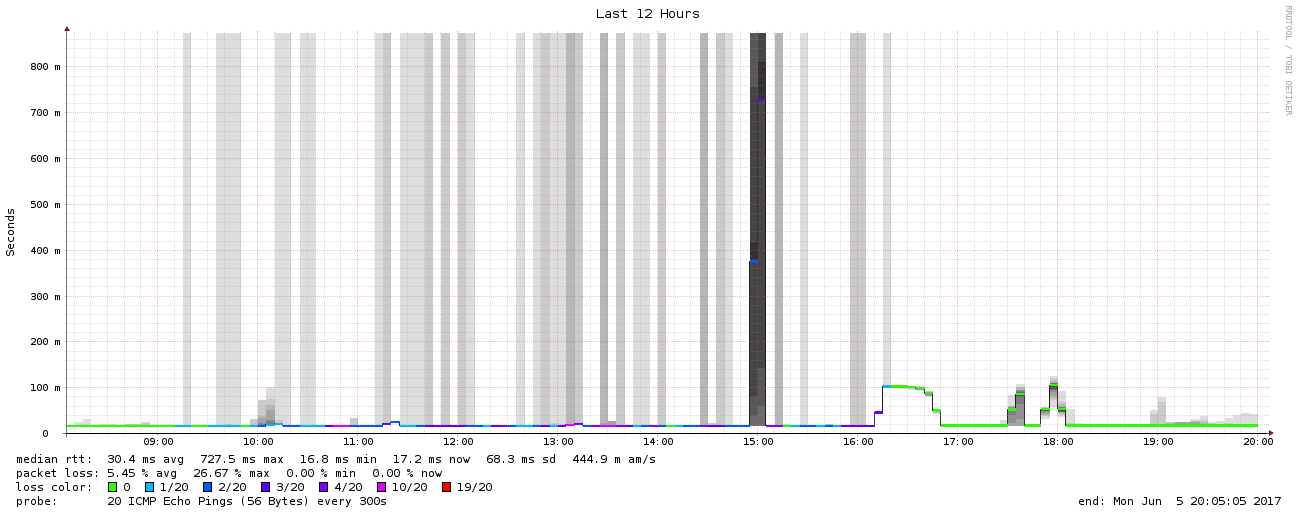 Last 12 Hours
RRDTOOL / TOBI OETIKER
Seconds
800 m
700 m
600 m
500 m
400 m
300 m
200 m
100 m
0
09:00 10:00 11:00 12:00 13:00 14:00 15:00 16:00 17:00 18:00 19:00 20:00
median rtt: 30.4 ms avg 727.5 ms max 16.8 ms min 17.2 ms now 68.3 ms sd 444.9 m am/s
packet loss: 5.45 % avg 26.67 % max 0.00 % min 0.00 % now
loss color: 0 1/20 2/20 3/20 4/20 10/20 19/20
probe: 20 ICMP Echo Pings (56 Bytes) every 300s end: Mon Jun 5 20:05:05 2017